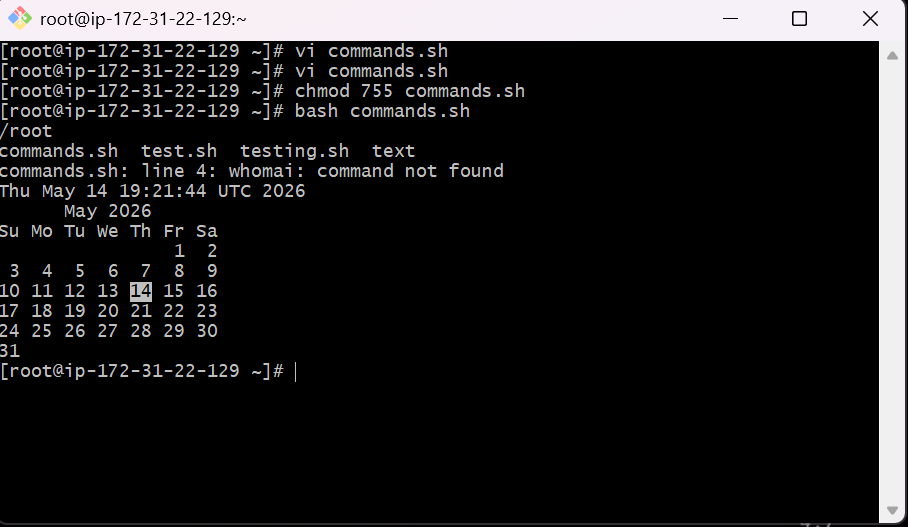 root@ip-172-31-22-129:~
[root@ip-172-31-22-129 ~]# vi commands.sh
[root@ip-172-31-22-129 ~]# vi commands.sh
[root@ip-172-31-22-129 ~]# chmod 755 commands.sh
[root@ip-172-31-22-129 ~]# bash commands.sh
/root
commands.sh  test.sh  testing.sh  text
commands.sh: line 4: whomai: command not found
Thu May 14 19:21:44 UTC 2026
      May 2026
Su Mo Tu We Th Fr Sa
                1  2
 3  4  5  6  7  8  9
10 11 12 13 14 15 16
17 18 19 20 21 22 23
24 25 26 27 28 29 30
31
[root@ip-172-31-22-129 ~]#